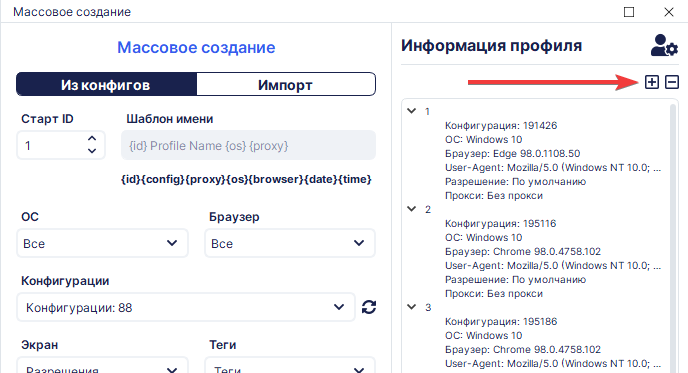 Массовое создание
Массовое создание
Из конфигов
Импорт
Старт ID
Шаблон имени
1
{id} Profile Name {os} {proxy}
{id}{config}{proxy}{os}{browser}{date}{time}
ОС
Браузер
Все
Все
Конфигурации
Конфигурации: 88
Экран
Теги
Разрешения
Теги
Информация профиля
1
Конфигурация: 191426
ОС: Windows 10
Браузер: Edge 98.0.1108.50
User-Agent: Mozilla/5.0 (Windows NT 10.0; ...
Разрешение: По умолчанию
Прокси: Без прокси
2
Конфигурация: 195116
ОС: Windows 10
Браузер: Chrome 98.0.4758.102
User-Agent: Mozilla/5.0 (Windows NT 10.0; ...
Разрешение: По умолчанию
Прокси: Без прокси
3
Конфигурация: 195186
ОС: Windows 10
Браузер: Chrome 98.0.4758.102
User-Agent: Mozilla/5.0 (Windows NT 10.0; ...